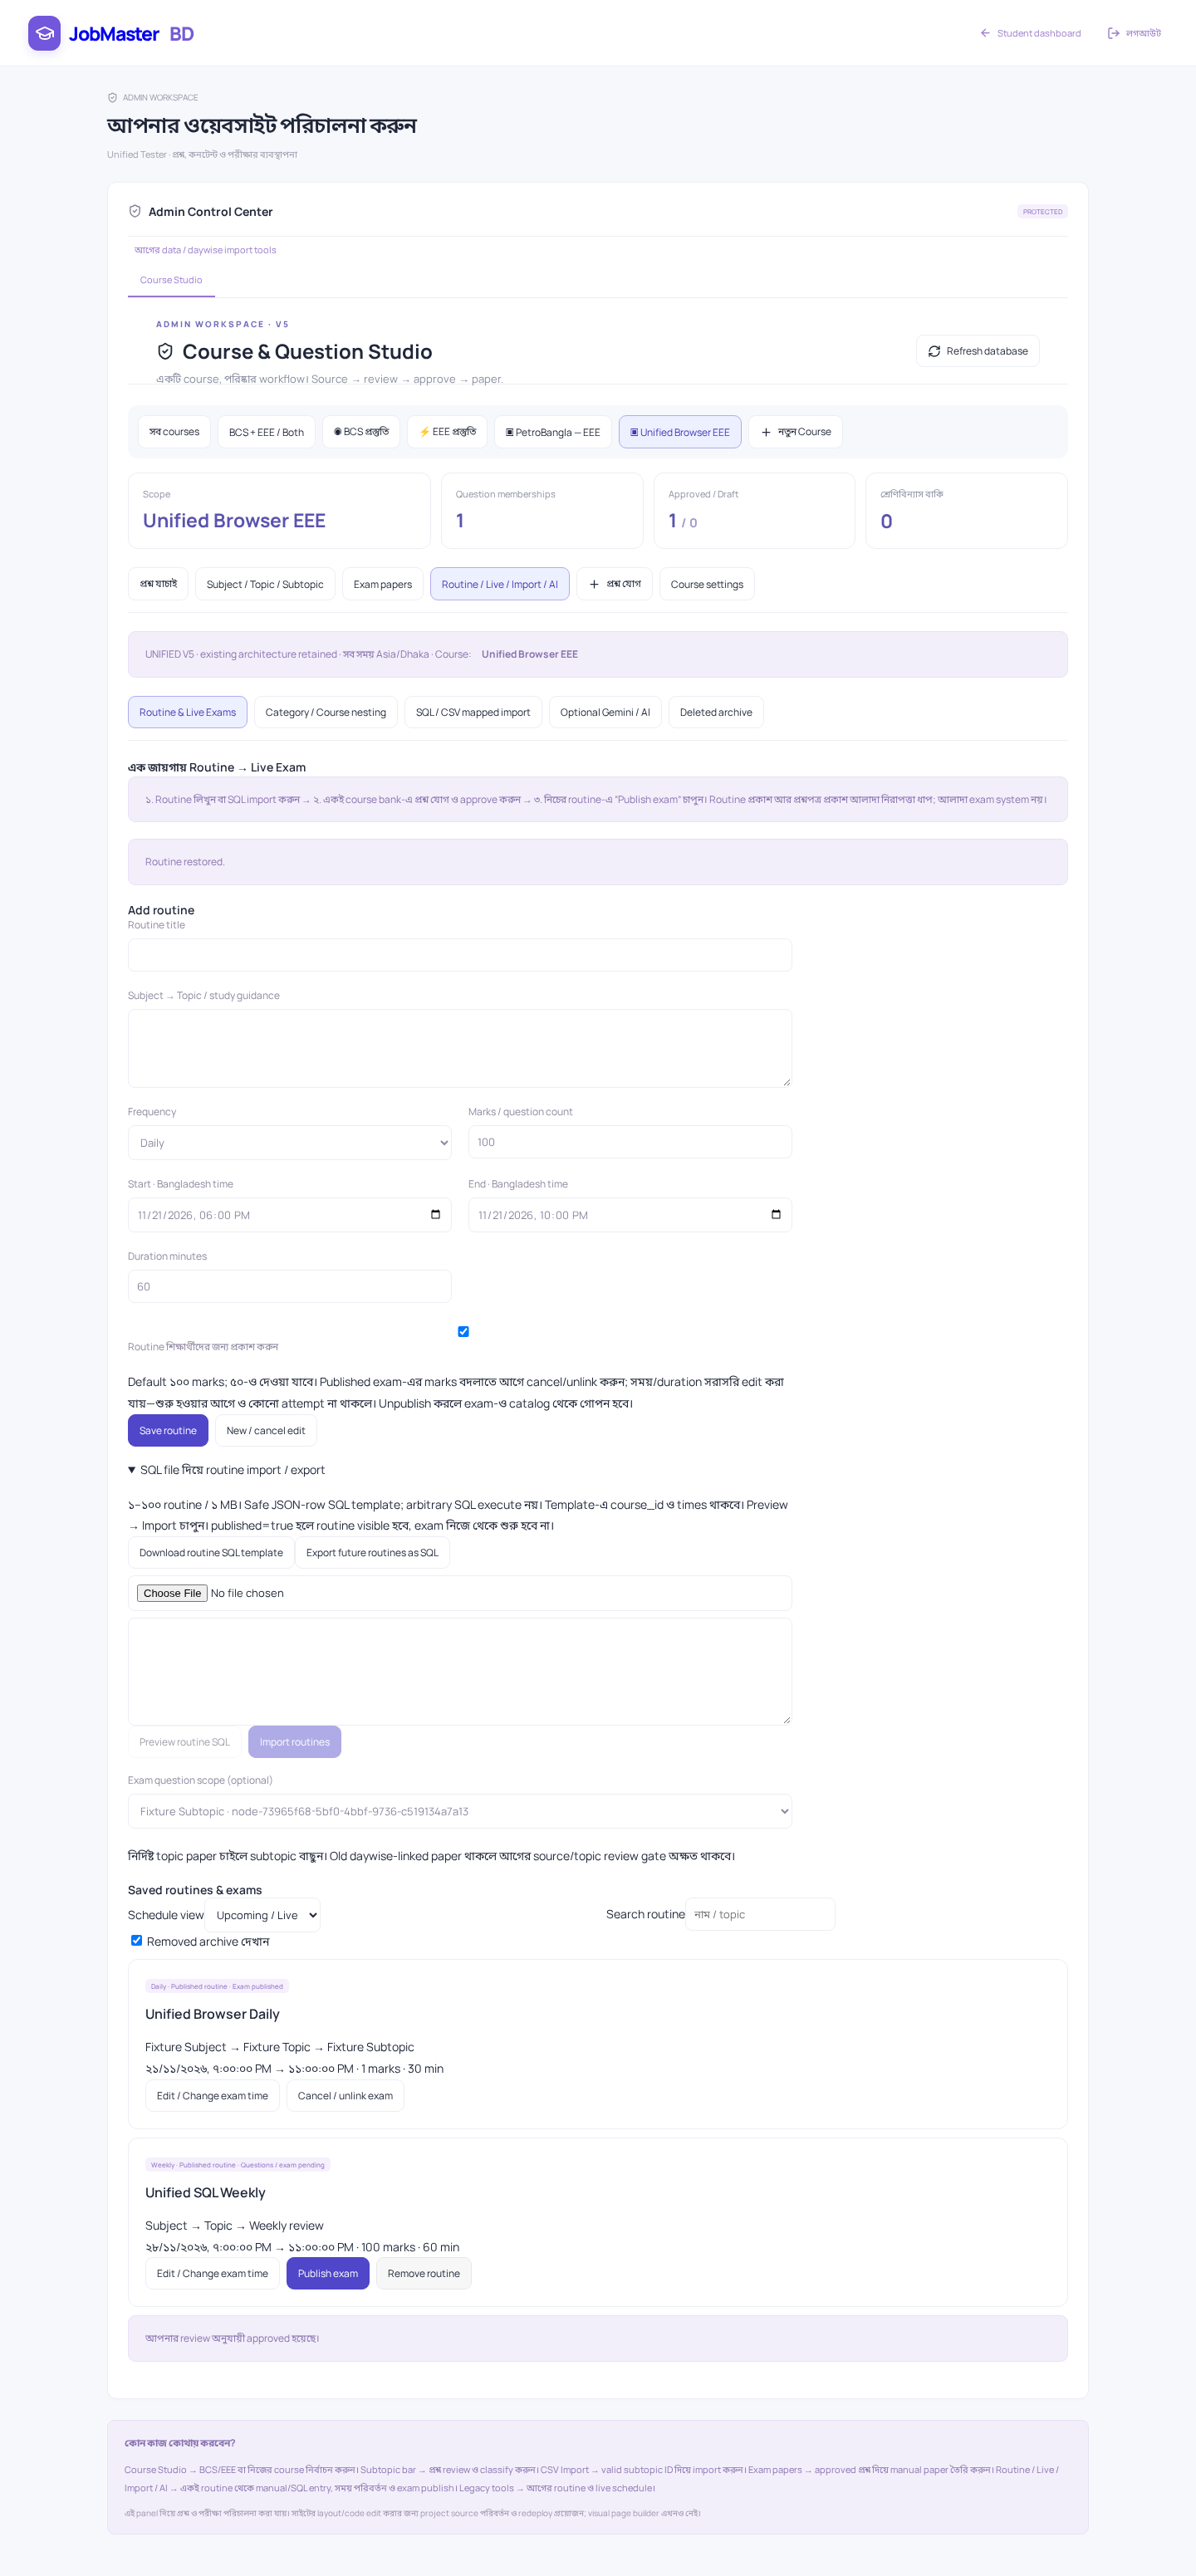 JobMaster BD
Student dashboard
লগআউট
ADMIN WORKSPACE
আপনার ওয়েবসাইট পরিচালনা করুন
Unified Tester · প্রশ্ন, কনটেন্ট ও পরীক্ষার ব্যবস্থাপনা
Admin Control Center
PROTECTED
আগের data / daywise import tools
Course Studio
ADMIN WORKSPACE · V5
Course & Question Studio
Refresh database
একটি course, পরিষ্কার workflow। Source → review → approve → paper.
সব courses
BCS + EEE / Both
BCS প্রস্তুতি
⚡ EEE প্রস্তুতি
▣ PetroBangla — EEE
▣ Unified Browser EEE
+ নতুন Course
Scope
Unified Browser EEE
Question memberships
1
Approved / Draft
1 / 0
শ্রেণিবিন্যাস বাকি
0
প্রশ্ন যাচাই
Subject / Topic / Subtopic
Exam papers
Routine / Live / Import / AI
+ প্রশ্ন যোগ
Course settings
UNIFIED V5 · existing architecture retained · সব সময় Asia/Dhaka · Course: Unified Browser EEE
Routine & Live Exams
Category / Course nesting
SQL / CSV mapped import
Optional Gemini / AI
Deleted archive
এক জায়গায় Routine → Live Exam
১. Routine লিখুন বা SQL import করুন → ২. একই course bank-এ প্রশ্ন যোগ ও approve করুন → ৩. নিচের routine-এ “Publish exam” চাপুন। Routine প্রকাশ আর প্রশ্নপত্র প্রকাশ আলাদা নিরাপত্তা ধাপ; আলাদা exam system নয়।
Routine restored.
Add routine
Routine title
Subject → Topic / study guidance
Frequency
Marks / question count
Daily
100
Start · Bangladesh time
End · Bangladesh time
11/21/2026, 06:00 PM
11/21/2026, 10:00 PM
Duration minutes
60
Routine শিক্ষার্থীদের জন্য প্রকাশ করুন
Default ১০০ marks; ৫০-ও দেওয়া যাবে। Published exam-এর marks বদলাতে আগে cancel/unlink করুন; সময়/duration সরাসরি edit করা
যায়—শুরু হওয়ার আগে ও কোনো attempt না থাকলে। Unpublish করলে exam-ও catalog থেকে গোপন হবে।
Save routine
New / cancel edit
▼ SQL file দিয়ে routine import / export
১–১০০ routine / ১ MB। Safe JSON-row SQL template; arbitrary SQL execute নয়। Template-এ course_id ও times থাকবে। Preview
→ Import চাপুন। published=true হলে routine visible হবে, exam নিজে থেকে শুরু হবে না।
Download routine SQL template
Export future routines as SQL
Choose File No file chosen
Preview routine SQL
Import routines
Exam question scope (optional)
Fixture Subtopic · node-73965f68-5bf0-4bbf-9736-c519134a7a13
নির্দিষ্ট topic paper চাইলে subtopic বাছুন। Old daywise-linked paper থাকলে আগের source/topic review gate অক্ষত থাকবে।
Saved routines & exams
Schedule view Upcoming / Live
Search routine নাম / topic
Removed archive দেখান
Daily · Published routine · Exam published
Unified Browser Daily
Fixture Subject → Fixture Topic → Fixture Subtopic
২১/১১/২০২৬, ৭:০০:০০ PM → ১১:০০:০০ PM · 1 marks · 30 min
Edit / Change exam time
Cancel / unlink exam
Weekly · Published routine · Questions / exam pending
Unified SQL Weekly
Subject → Topic → Weekly review
২৮/১১/২০২৬, ৭:০০:০০ PM → ১১:০০:০০ PM · 100 marks · 60 min
Edit / Change exam time
Publish exam
Remove routine
আপনার review অনুযায়ী approved হয়েছে।
কোন কাজ কোথায় করবেন?
Course Studio → BCS/EEE বা নিজের course নির্বাচন করুন। Subtopic bar → প্রশ্ন review ও classify করুন। CSV Import → valid subtopic ID দিয়ে import করুন। Exam papers → approved প্রশ্ন দিয়ে manual paper তৈরি করুন। Routine / Live /
Import / AI → একই routine থেকে manual/SQL entry, সময় পরিবর্তন ও exam publish। Legacy tools → আগের routine ও live schedule।
এই panel দিয়ে প্রশ্ন ও পরীক্ষা পরিচালনা করা যায়। সাইটের layout/code edit করার জন্য project source পরিবর্তন ও redeploy প্রয়োজন; visual page builder এখনও নেই।